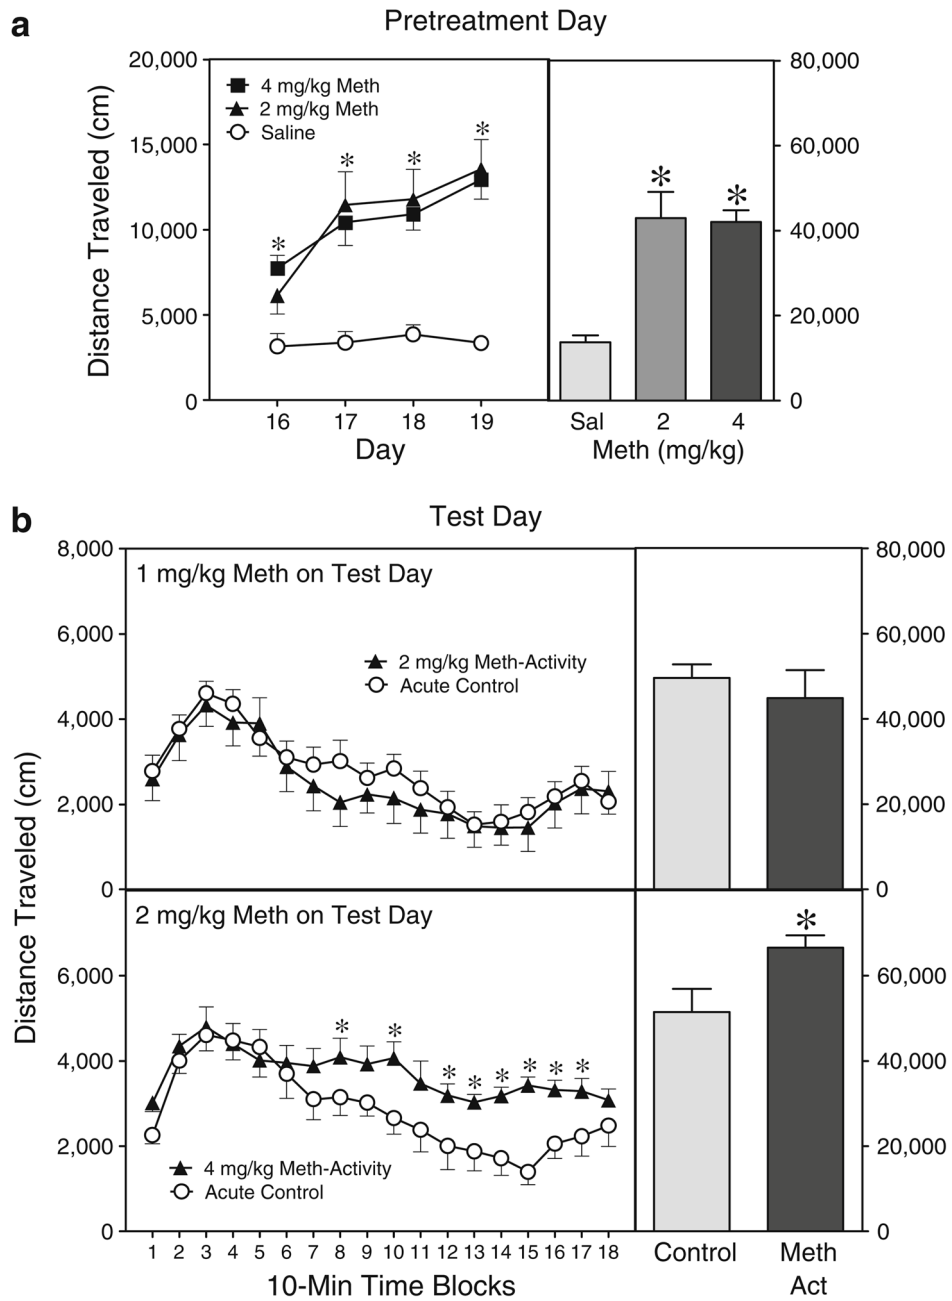 a
Pretreatment Day
Distance Traveled (cm)
20,000
15,000
10,000
5,000
0
4 mg/kg Meth
2 mg/kg Meth
Saline
*
*
*
*
16
17
18
19
Day
*
*
80,000
60,000
40,000
20,000
0
Sal
2
4
Meth (mg/kg)
b
Test Day
Distance Traveled (cm)
8,000
6,000
4,000
2,000
0
1 mg/kg Meth on Test Day
2 mg/kg Meth-Activity
Acute Control
80,000
60,000
40,000
20,000
0
2 mg/kg Meth on Test Day
6,000
4,000
2,000
0
* * * * * * * *
4 mg/kg Meth-Activity
Acute Control
1 2 3 4 5 6 7 8 9 10 11 12 13 14 15 16 17 18
10-Min Time Blocks
*
60,000
40,000
20,000
0
Control
Meth
Act